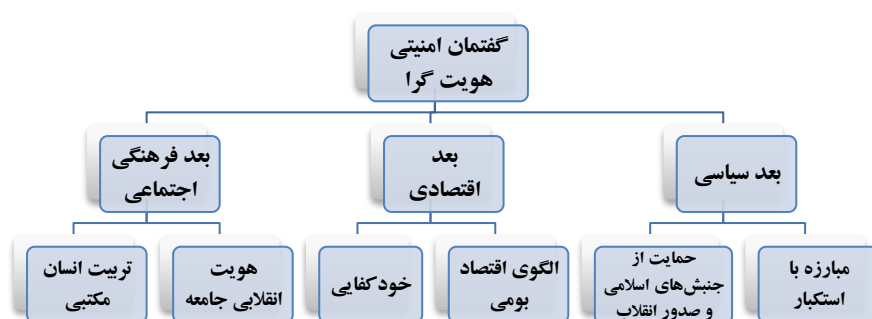 گفتمان امنیتی
هویت گرا
بعد سیاسی
بعد
اقتصادی
بعد فرهنگی
اجتماعی
مبارزه با
استکبار
حمایت از
جنبش‌های اسلامی
و صدور انقلاب
الگوی اقتصاد
بومی
خودکفایی
هویت
انقلابی جامعه
تربیت انسان
مکتبی